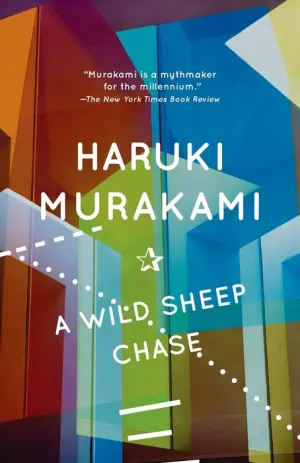 "Murakami is a mythmaker
for the millennium."
—The New York Times Book Review
HARUKI
MURAKAMI
A WILD SHEEP
CHASE